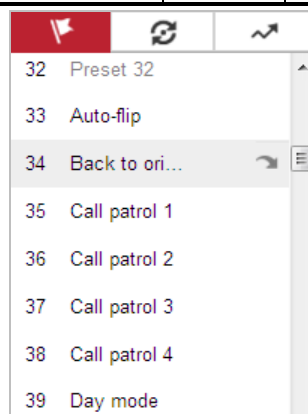 32 Preset 32
33 Auto-flip
34 Back to ori...
35 Call patrol 1
36 Call patrol 2
37 Call patrol 3
38 Call patrol 4
39 Day mode